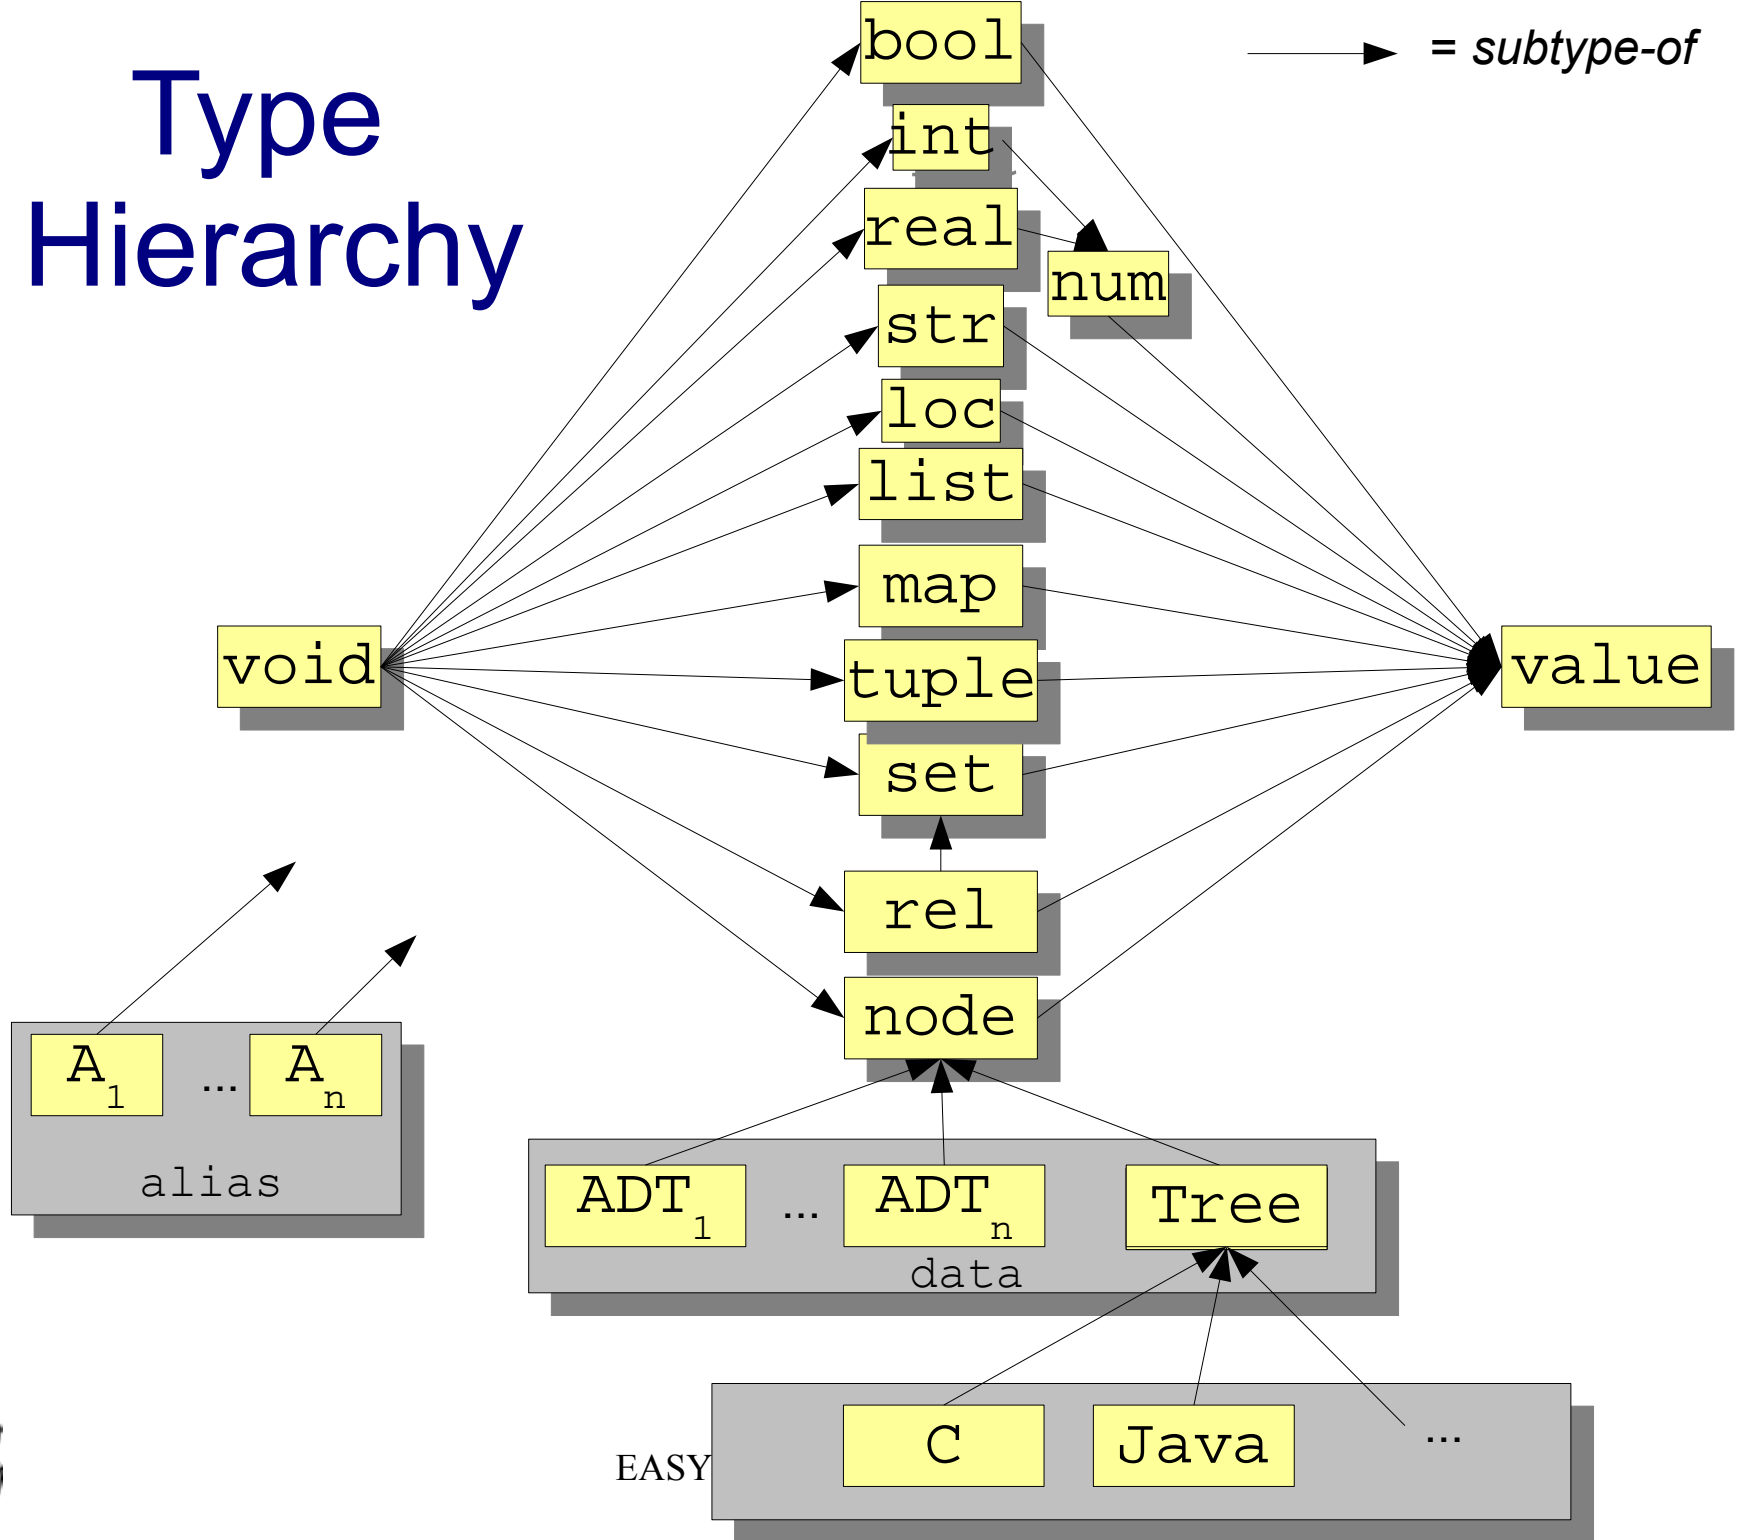 Type
Hierarchy
= subtype-of
bool
int
real
num
str
loc
list
map
void
tuple
value
set
rel
node
A1 ... An
alias
ADT1 ... ADTn Tree
data
C Java ...
EASY